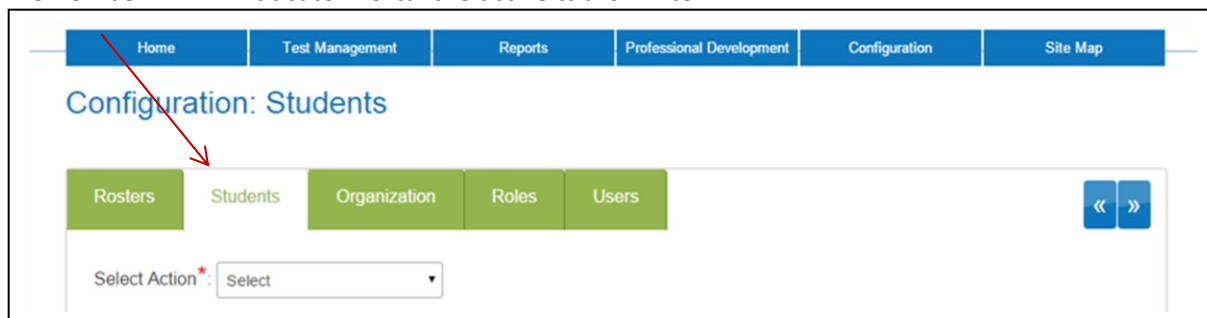 Home Test Management Reports Professional Development Configuration Site Map
Configuration: Students
Rosters Students Organization Roles Users « »
Select Action*: Select